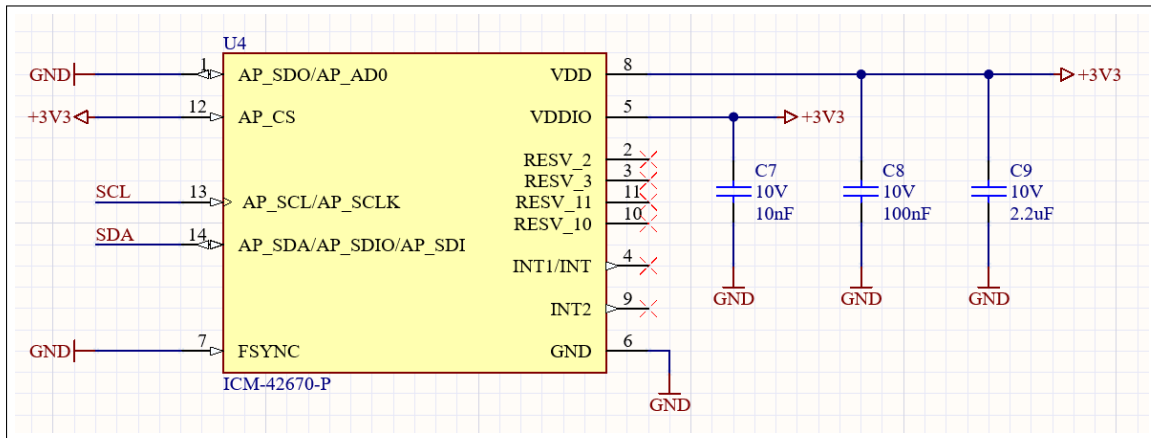 U4
GND 1 AP_SDO/AP_AD0 VDD 8 +3V3
+3V3 12 AP_CS VDDIO 5 +3V3
RESV_2 2
RESV_3 3
SCL 13 AP_SCL/AP_SCLK RESV_11 11
RESV_10 10
SDA 14 AP_SDA/AP_SDIO/AP_SDI
INT1/INT 4
INT2 9
GND 7 FSYNC GND 6
ICM-42670-P
GND
C7
10V
10nF
GND
C8
10V
100nF
GND
C9
10V
2.2uF
GND